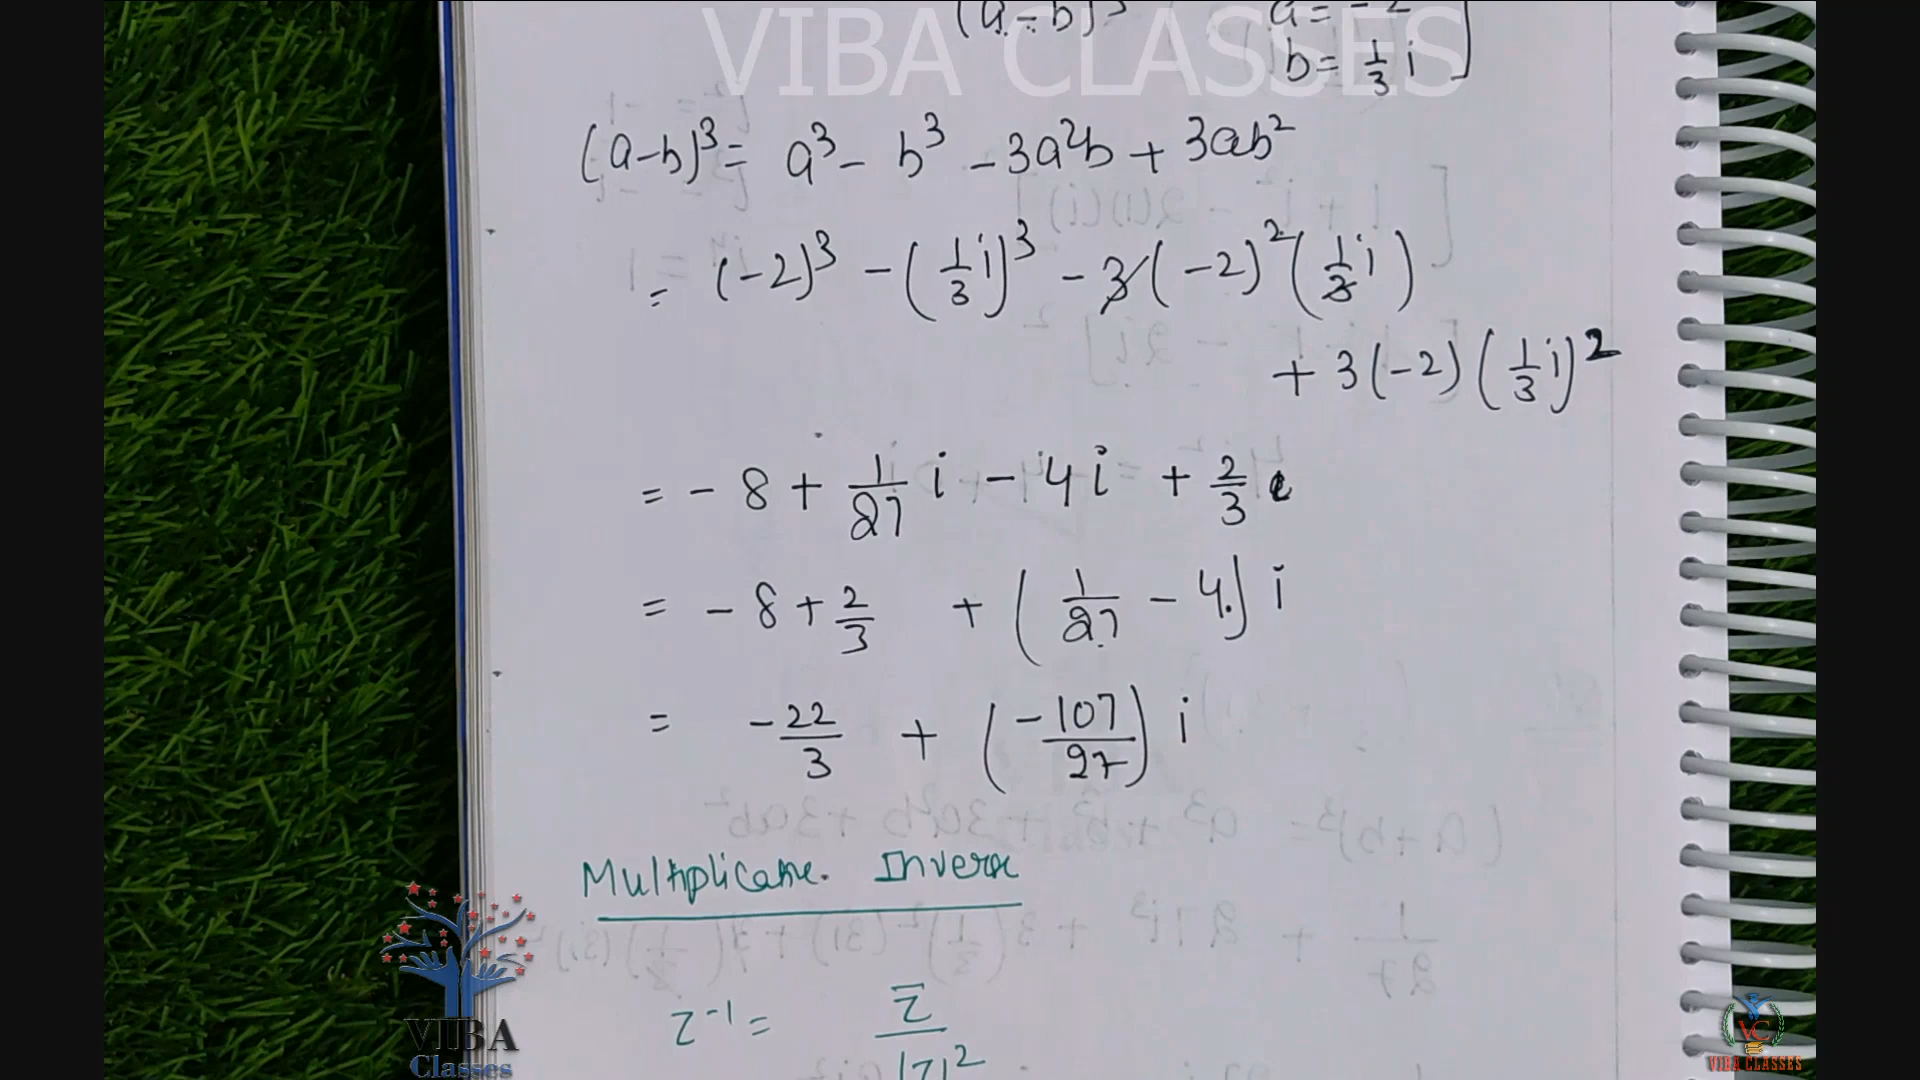 VIBA CLASSES
(a-b)³ a = -2
b = 1/3 i
(a-b)³ = a³ - b³ - 3a²b + 3ab²
= (-2)³ - (1/3 i)³ - 3(-2)²(1/3 i)
+ 3(-2)(1/3 i)²
= -8 + 1/27 i - 4i + 2/3
= -8 + 2/3 + (1/27 - 4) i
= -22/3 + (-107/27) i
Multiplicative Inverse
z⁻¹ = z̄/|z|²
VIBA
Classes
VC
VIBA CLASSES